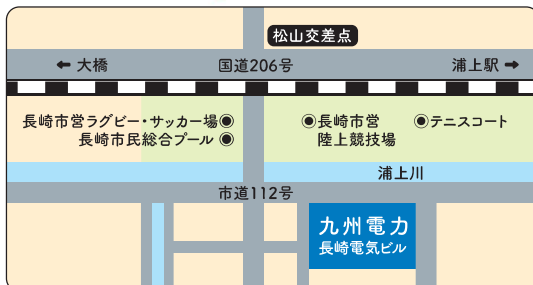 松山交差点
← 大橋
国道206号
浦上駅 →
長崎市営ラグビー・サッカー場◉
長崎市民総合プール ◉
◉長崎市営
陸上競技場
◉テニスコート
浦上川
市道112号
九州電力
長崎電気ビル